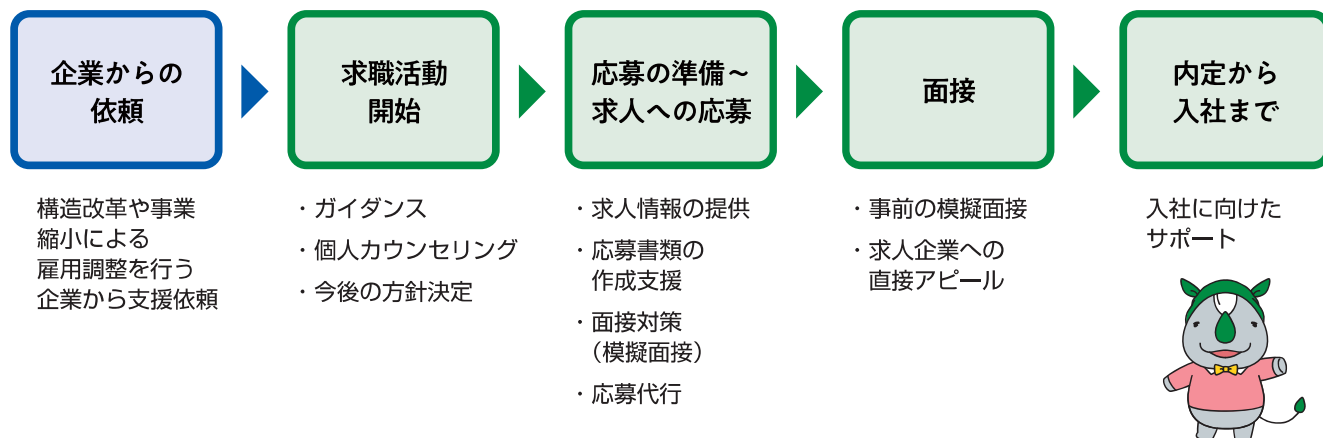 企業からの
依頼
求職活動
開始
応募の準備～
求人への応募
面接
内定から
入社まで
構造改革や事業
縮小による
雇用調整を行う
企業から支援依頼
・ガイダンス
・個人カウンセリング
・今後の方針決定
・求人情報の提供
・応募書類の
作成支援
・面接対策
（模擬面接）
・応募代行
・事前の模擬面接
・求人企業への
直接アピール
入社に向けた
サポート